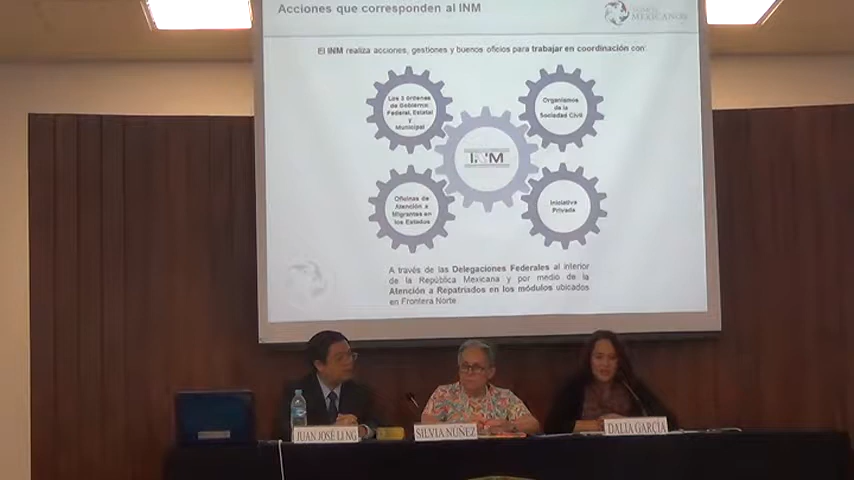 Acciones que corresponden al INM
SOMOS
MEXICANOS
El INM realiza acciones, gestiones y buenos oficios para trabajar en coordinación con:
Los 3 órdenes
de Gobierno:
Federal, Estatal
y
Municipal
Organismos
de la
Sociedad Civil
INM
Oficinas de
Atención a
Migrantes en
los Estados
Iniciativa
Privada
A través de las Delegaciones Federales al interior
de la República Mexicana y por medio de la
Atención a Repatriados en los módulos ubicados
en Frontera Norte.
JUAN JOSÉ LI NG
SILVIA NÚÑEZ
DALIA GARCÍA